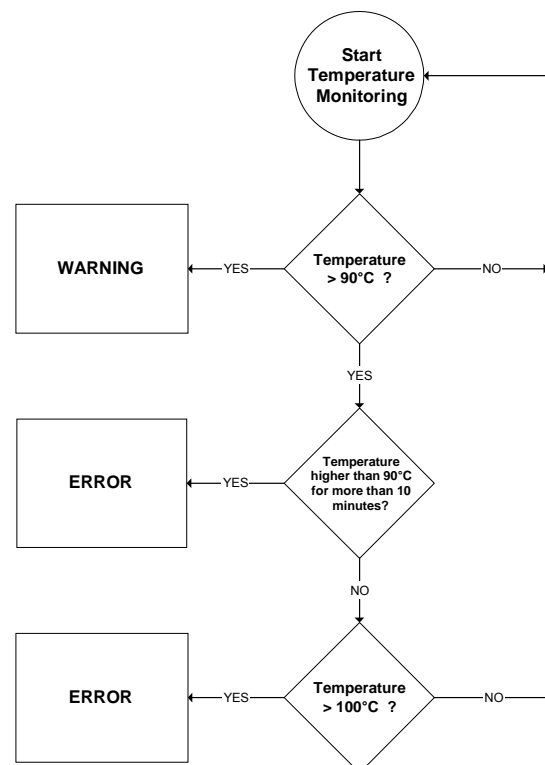 Start
Temperature
Monitoring
WARNING
YES
Temperature
> 90°C ?
NO
YES
ERROR
YES
Temperature
higher than 90°C
for more than 10
minutes?
NO
ERROR
YES
Temperature
> 100°C ?
NO